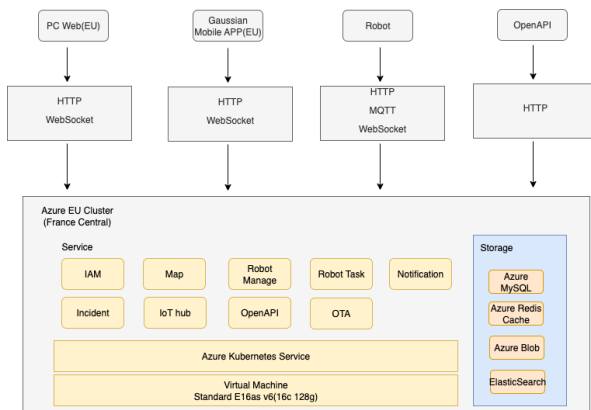 PC Web(EU)
Gaussian
Mobile APP(EU)
Robot
OpenAPI
HTTP
WebSocket
HTTP
WebSocket
HTTP
MQTT
WebSocket
HTTP
Azure EU Cluster
(France Central)
Service
IAM
Map
Robot
Manage
Robot Task
Notification
Incident
IoT hub
OpenAPI
OTA
Azure Kubernetes Service
Virtual Machine
Standard E16as v6(16c 128g)
Storage
Azure
MySQL
Azure Redis
Cache
Azure Blob
ElasticSearch